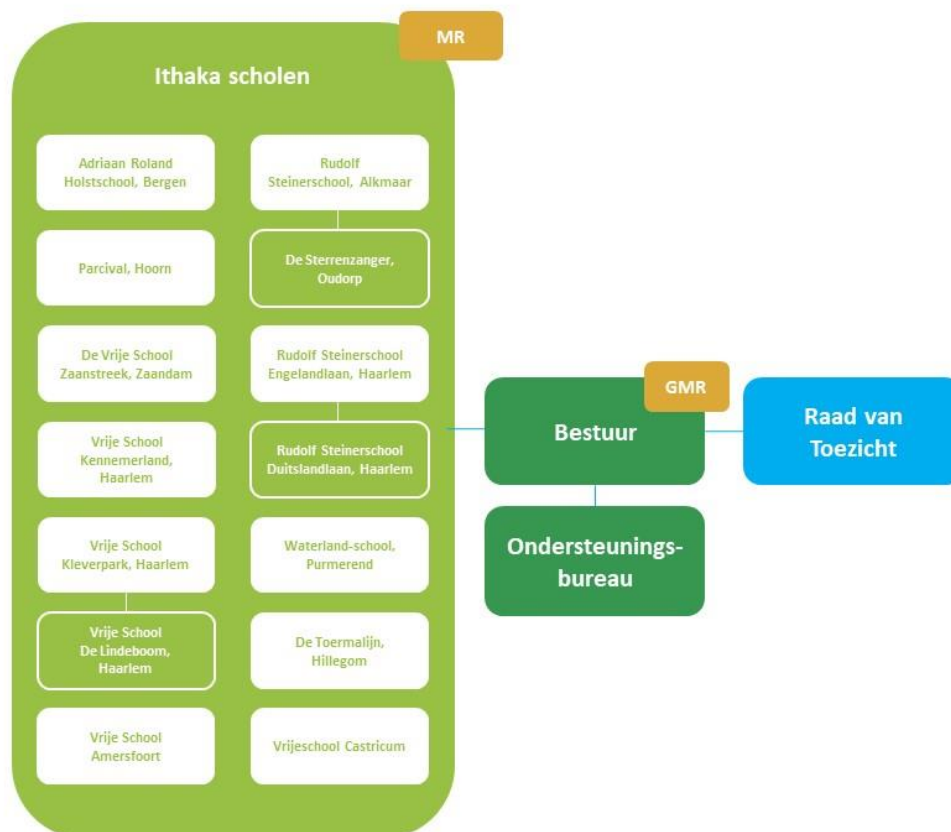 MR
Ithaka scholen
Adriaan Roland
Holstschool, Bergen
Rudolf
Steinerschool, Alkmaar
Parcival, Hoorn
De Sterrenzanger,
Oudorp
De Vrije School
Zaanstreek, Zaandam
Rudolf Steinerschool
Engelandlaan, Haarlem
Vrije School
Kennemerland,
Haarlem
Rudolf Steinerschool
Duitslandlaan, Haarlem
Vrije School
Kleverpark, Haarlem
Waterland-school,
Purmerend
Vrije School
De Lindeboom,
Haarlem
De Toermalijn,
Hillegom
Vrije School
Amersfoort
Vrijeschool Castricum
GMR
Bestuur
Raad van
Toezicht
Ondersteunings-
bureau